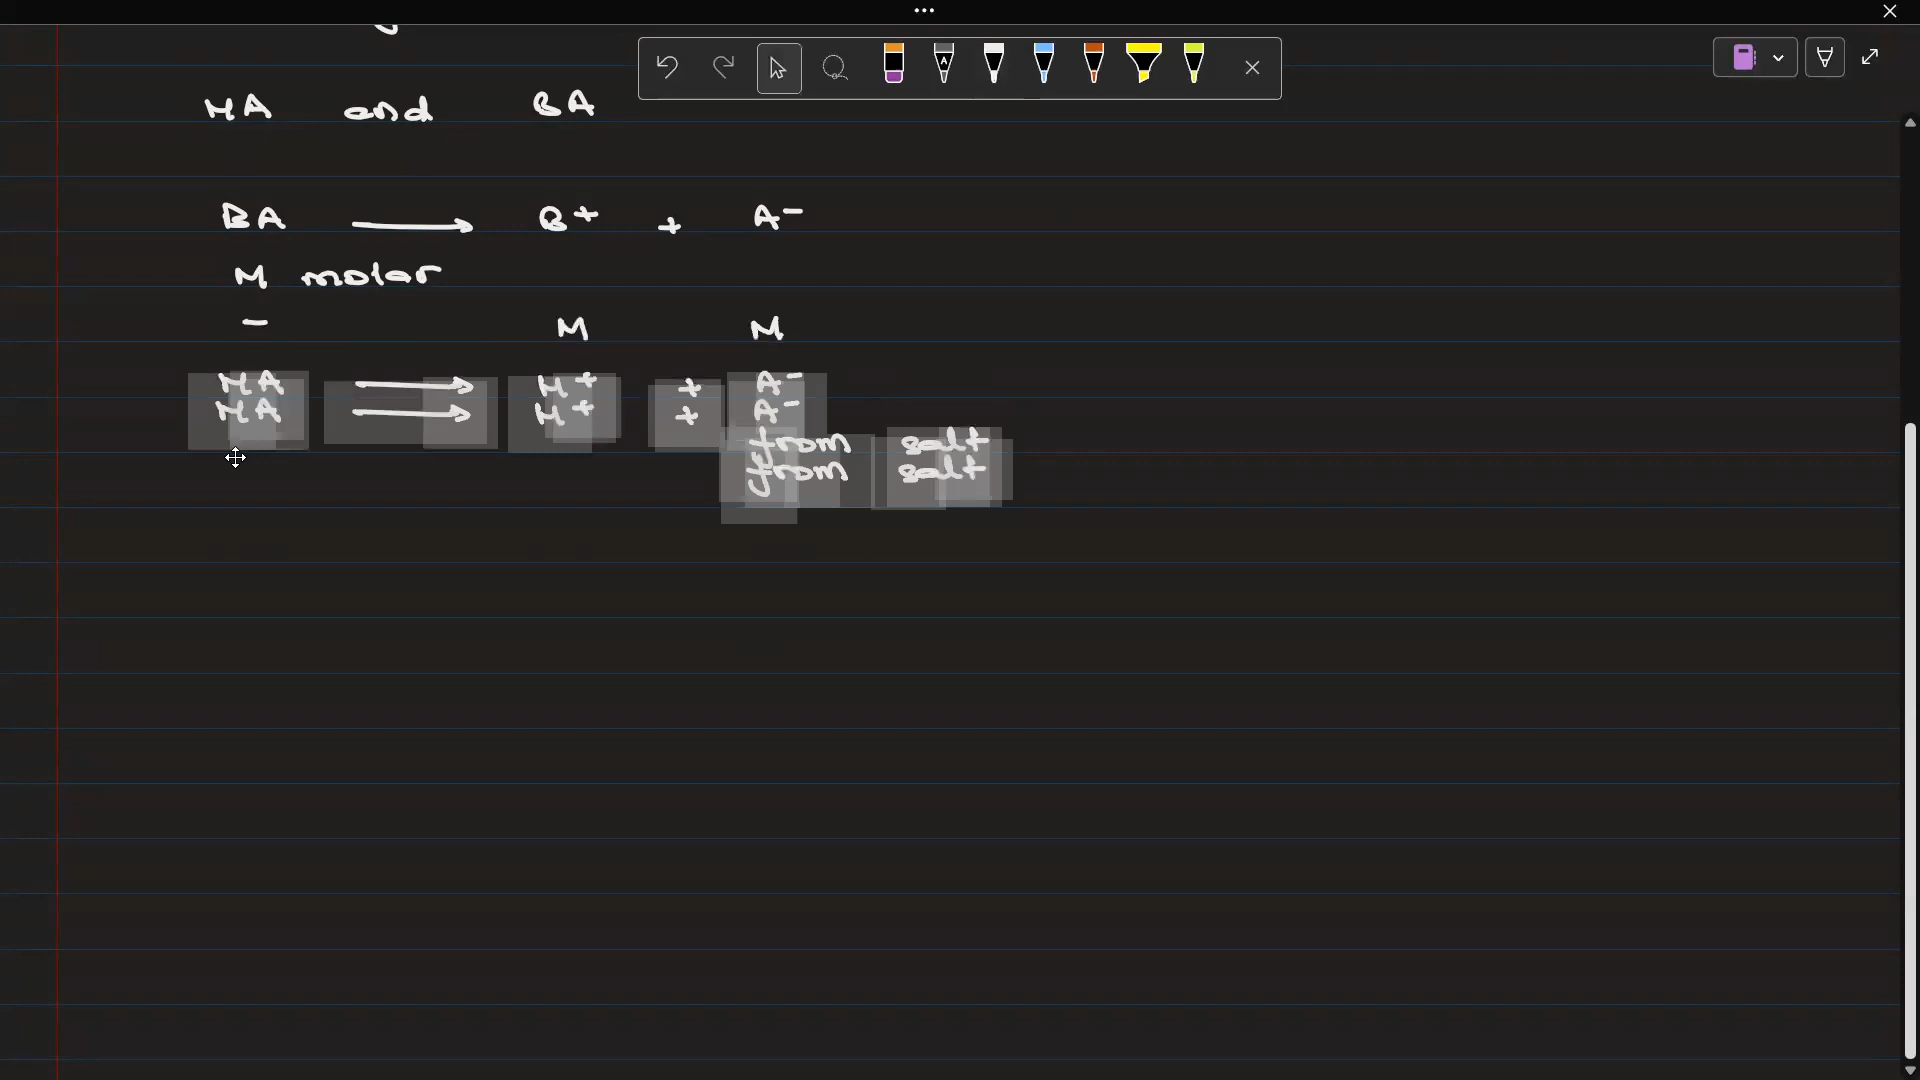 HA and BA
BA → B+ + A-
M molar
- M M
HA → H+ + A-
HA → H+ + A-
from salt
from salt